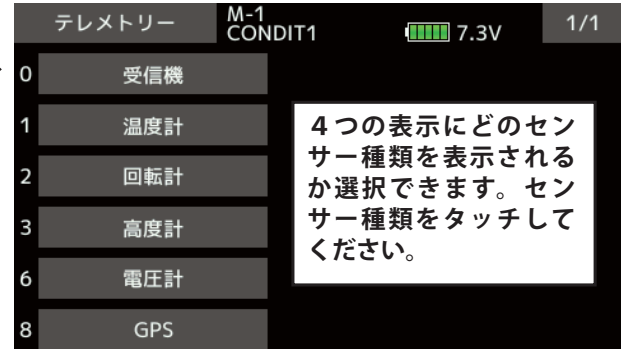 テレメトリー
M-1
CONDIT1
7.3V
1/1
0 受信機
1 温度計
2 回転計
3 高度計
6 電圧計
8 GPS
４つの表示にどのセン
サー種類を表示される
か選択できます。セン
サー種類をタッチして
ください。